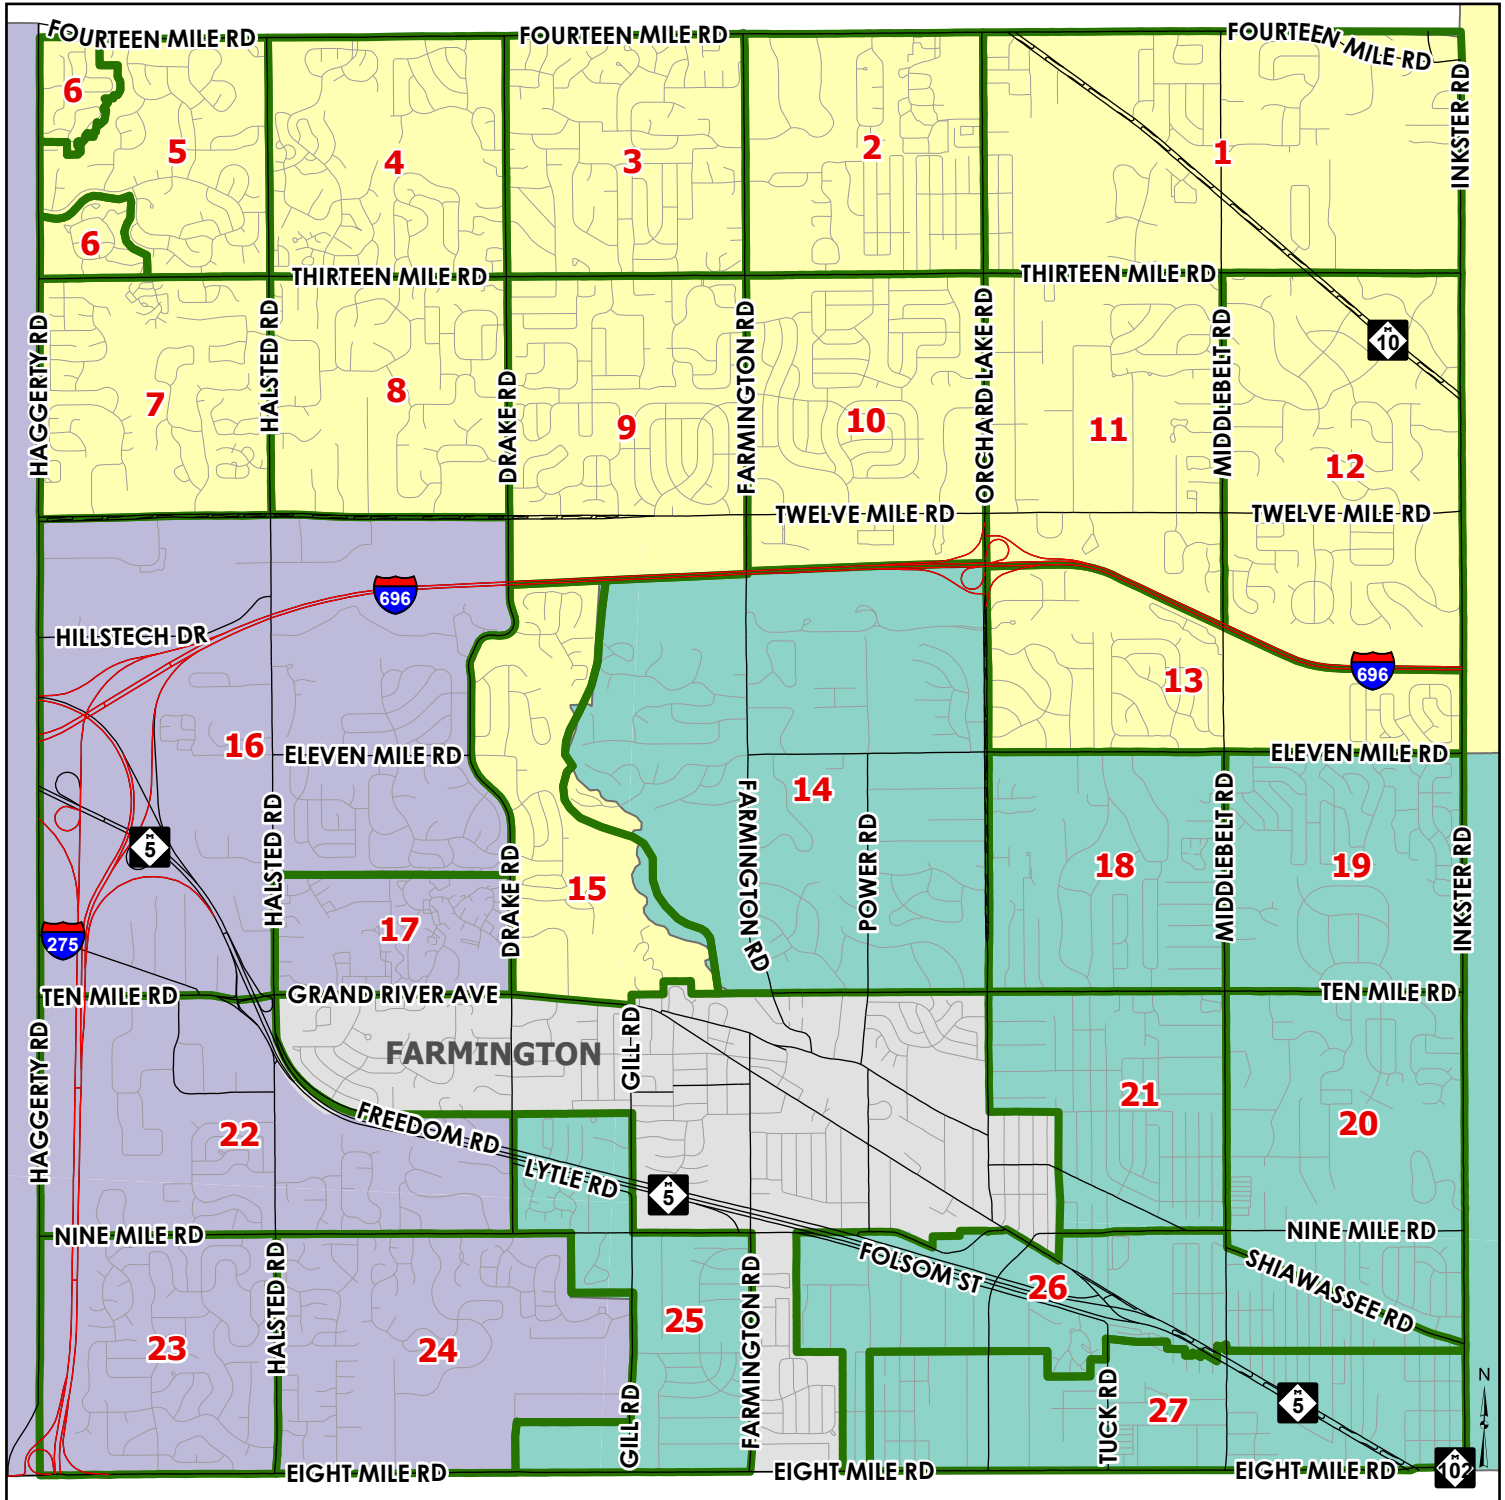 FOURTEEN MILE RD
FOURTEEN MILE RD
FOURTEEN MILE RD
INKSTER RD
6
5
4
3
2
1
6
THIRTEEN MILE RD
THIRTEEN MILE RD
HAGGERTY RD
HALSTED RD
DRAKE RD
FARMINGTON RD
ORCHARD LAKE RD
MIDDLEBELT RD
M
10
7
8
9
10
11
12
TWELVE MILE RD
TWELVE MILE RD
696
HILLSTECH DR
13
696
16
ELEVEN MILE RD
ELEVEN MILE RD
14
FARMINGTON RD
POWER RD
MIDDLEBELT RD
INKSTER RD
M
5
HALSTED RD
DRAKE RD
15
18
19
17
275
TEN MILE RD
GRAND RIVER AVE
TEN MILE RD
FARMINGTON
GILL RD
HAGGERTY RD
21
20
22
FREEDOM RD
LYTLE RD
M
5
NINE MILE RD
NINE MILE RD
HALSTED RD
FARMINGTON RD
FOLSOM ST
26
SHIAWASSEE RD
23
24
25
GILL RD
TUCK RD
27
M
5
N
EIGHT MILE RD
EIGHT MILE RD
EIGHT MILE RD
M
102